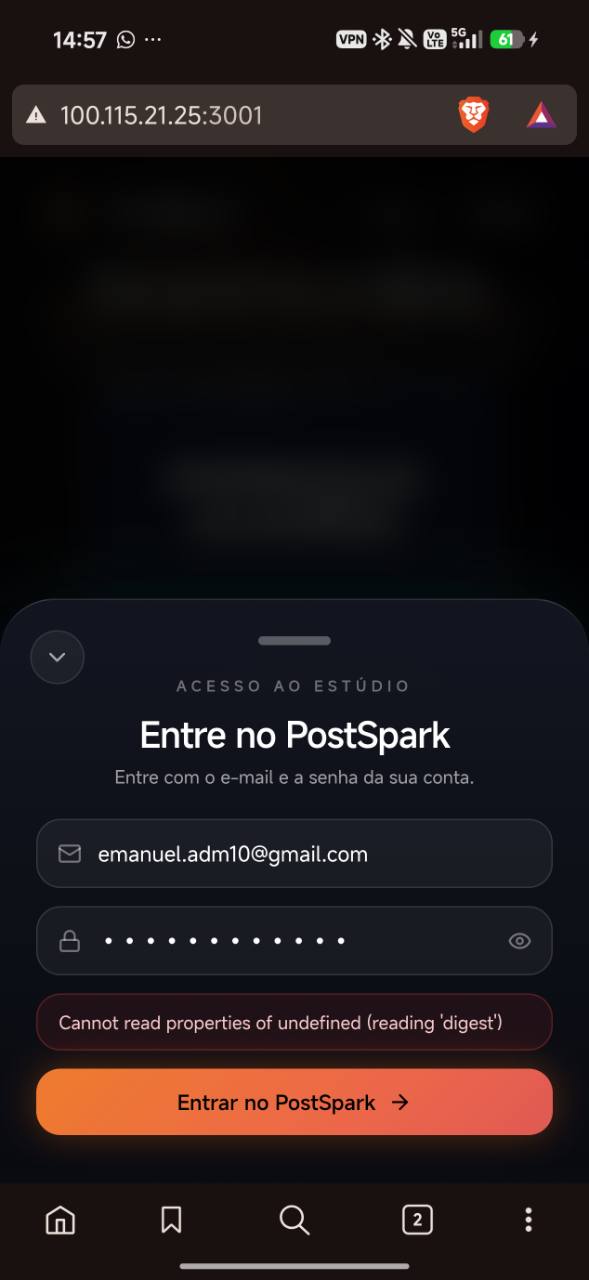 14:57
VPN
Vo LTE
5G
61
100.115.21.25:3001
ACESSO AO ESTÚDIO
Entre no PostSpark
Entre com o e-mail e a senha da sua conta.
emanuel.adm10@gmail.com
Cannot read properties of undefined (reading 'digest')
Entrar no PostSpark
2